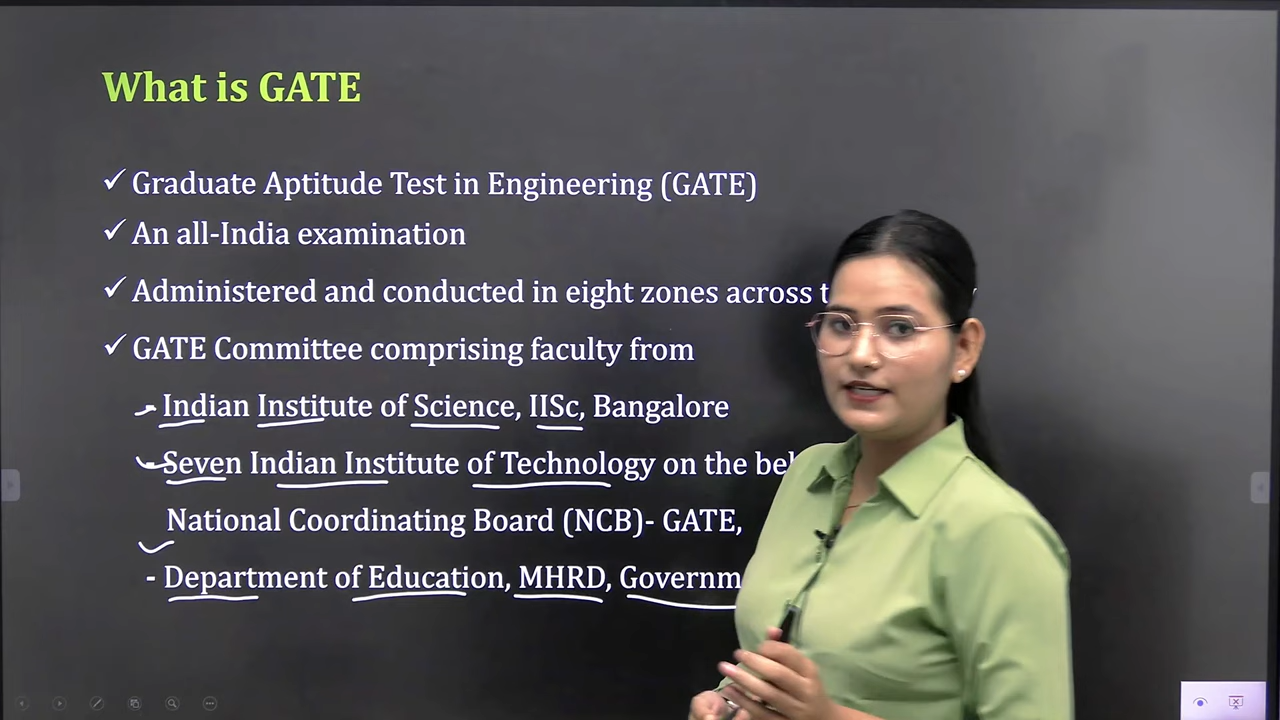 What is GATE
✓ Graduate Aptitude Test in Engineering (GATE)
✓ An all-India examination
✓ Administered and conducted in eight zones across
✓ GATE Committee comprising faculty from
- Indian Institute of Science, IISc, Bangalore
- Seven Indian Institute of Technology on the
National Coordinating Board (NCB)- GATE,
- Department of Education, MHRD,